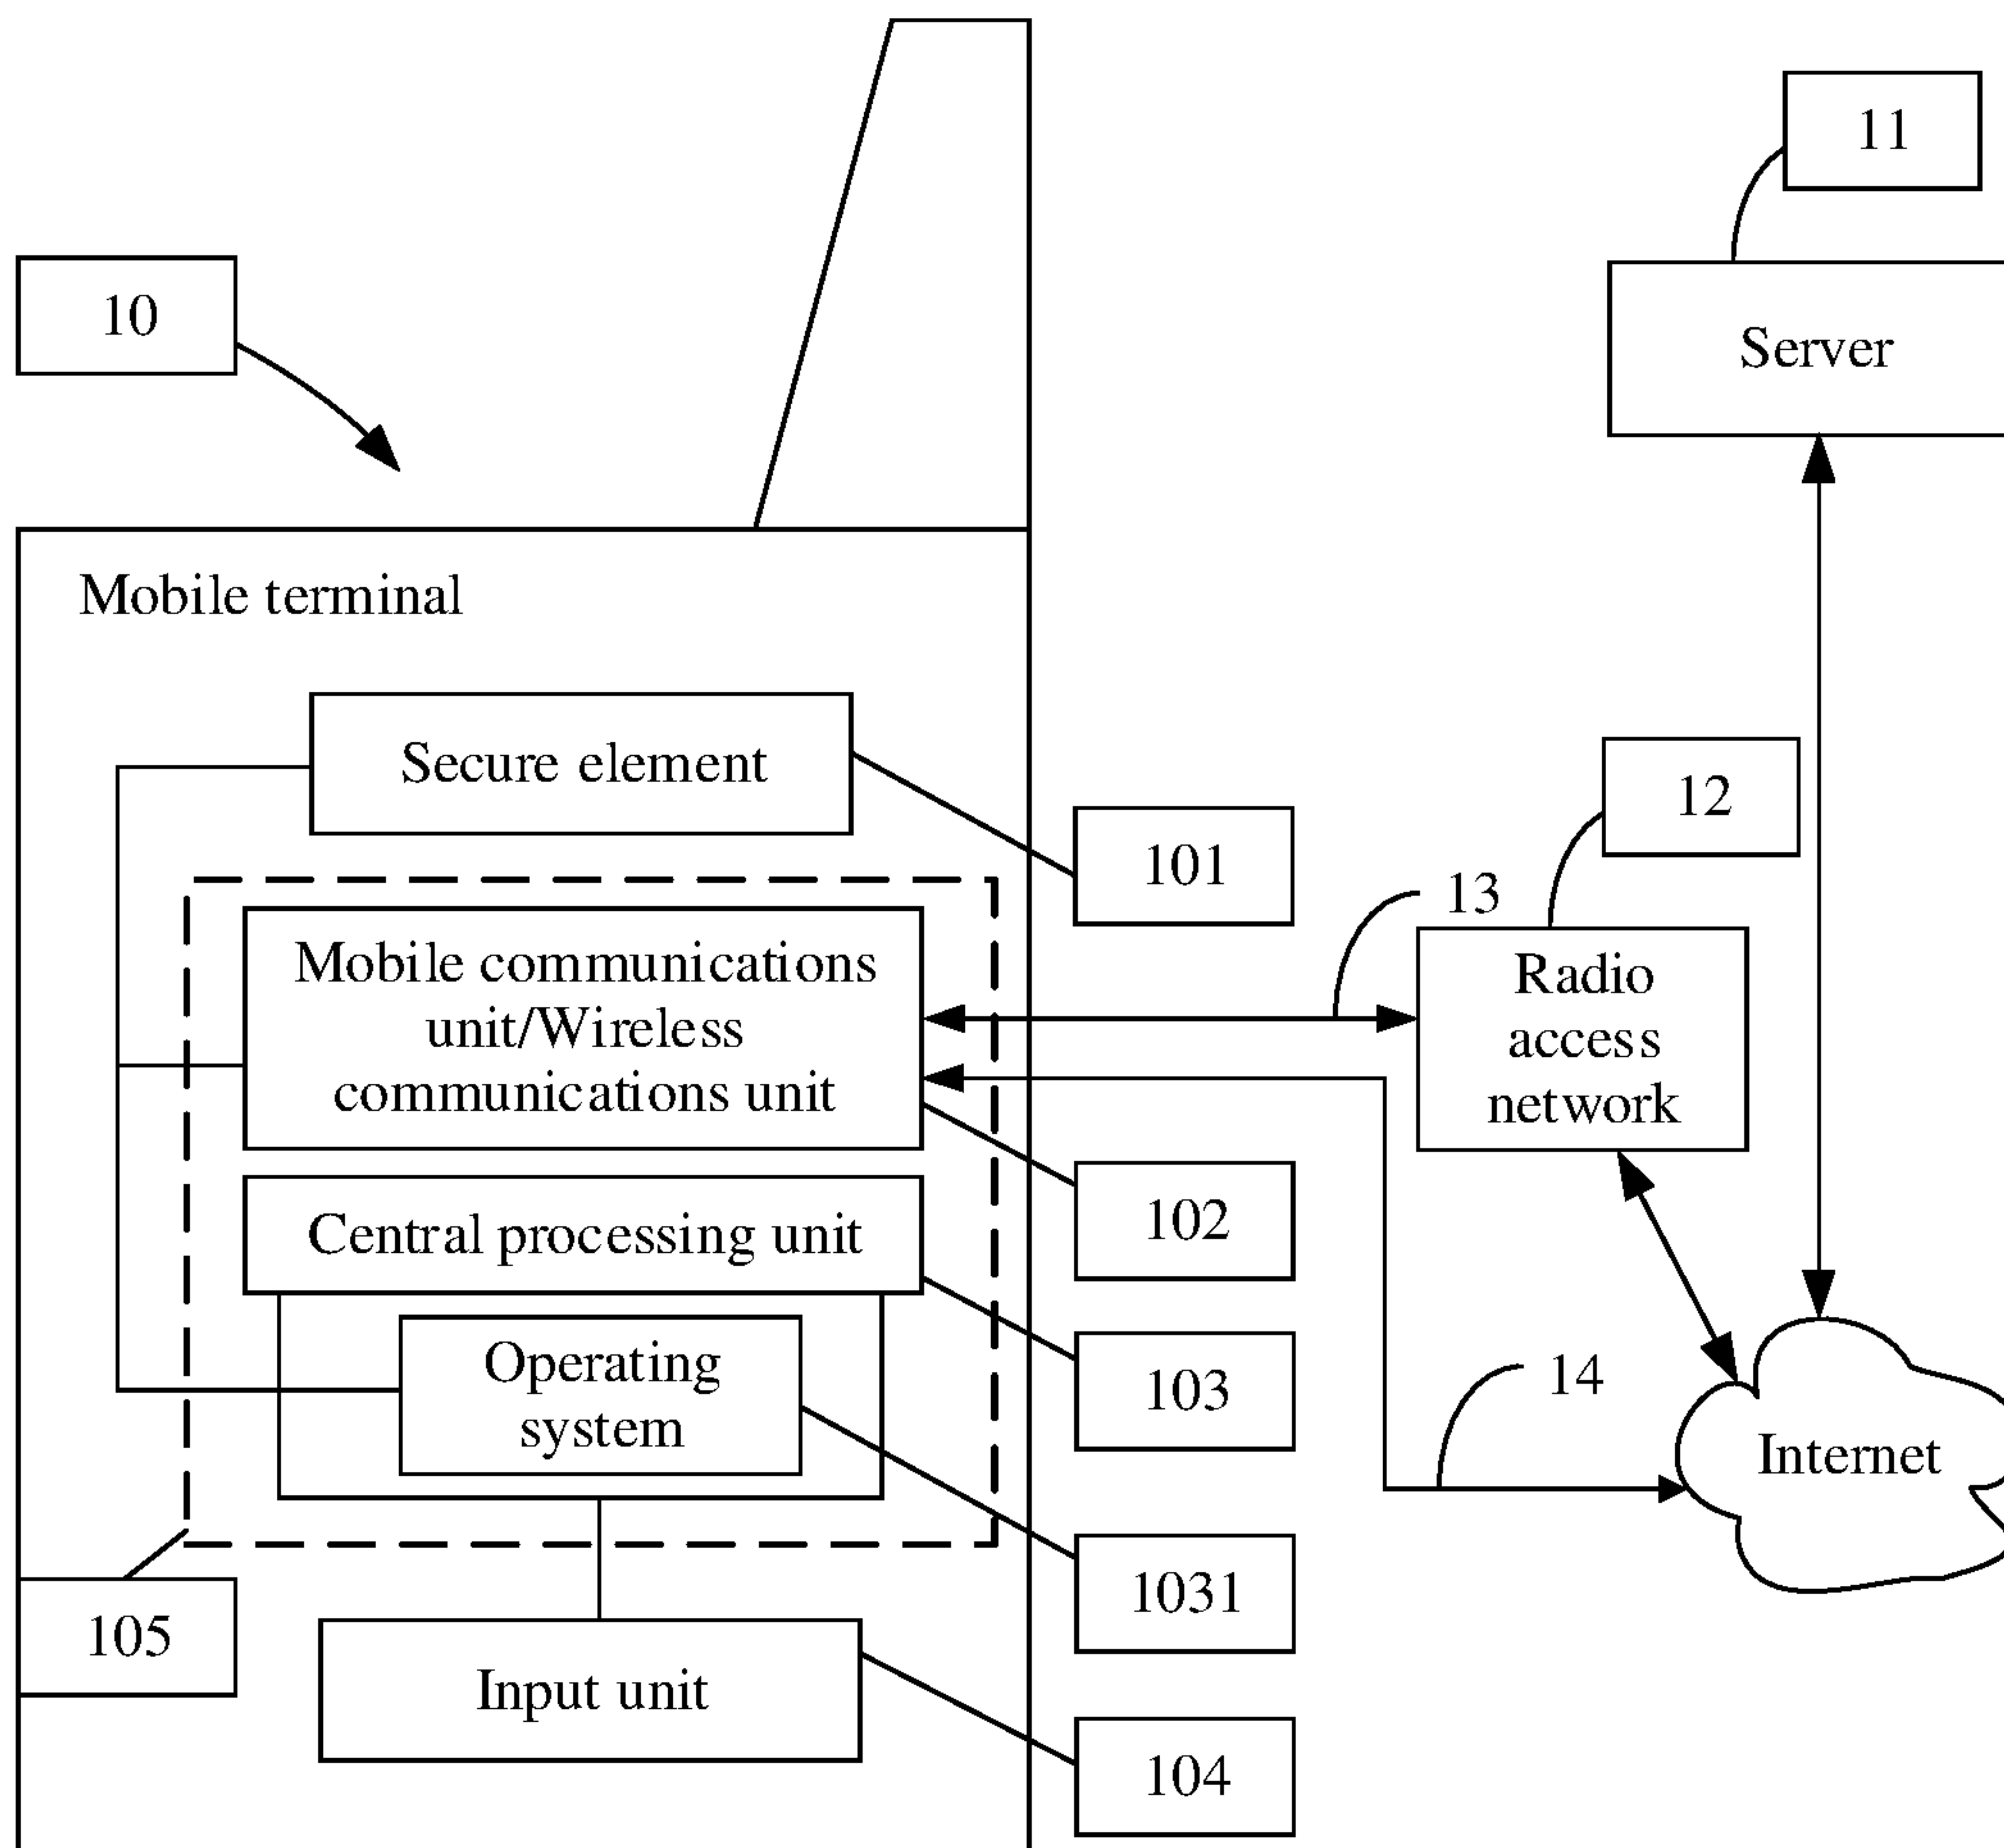 11
10
Server
Mobile terminal
Secure element
12
101
13
Mobile communications
unit/Wireless
communications unit
Radio
access
network
102
Central processing unit
103
Operating
system
14
Internet
1031
105
Input unit
104